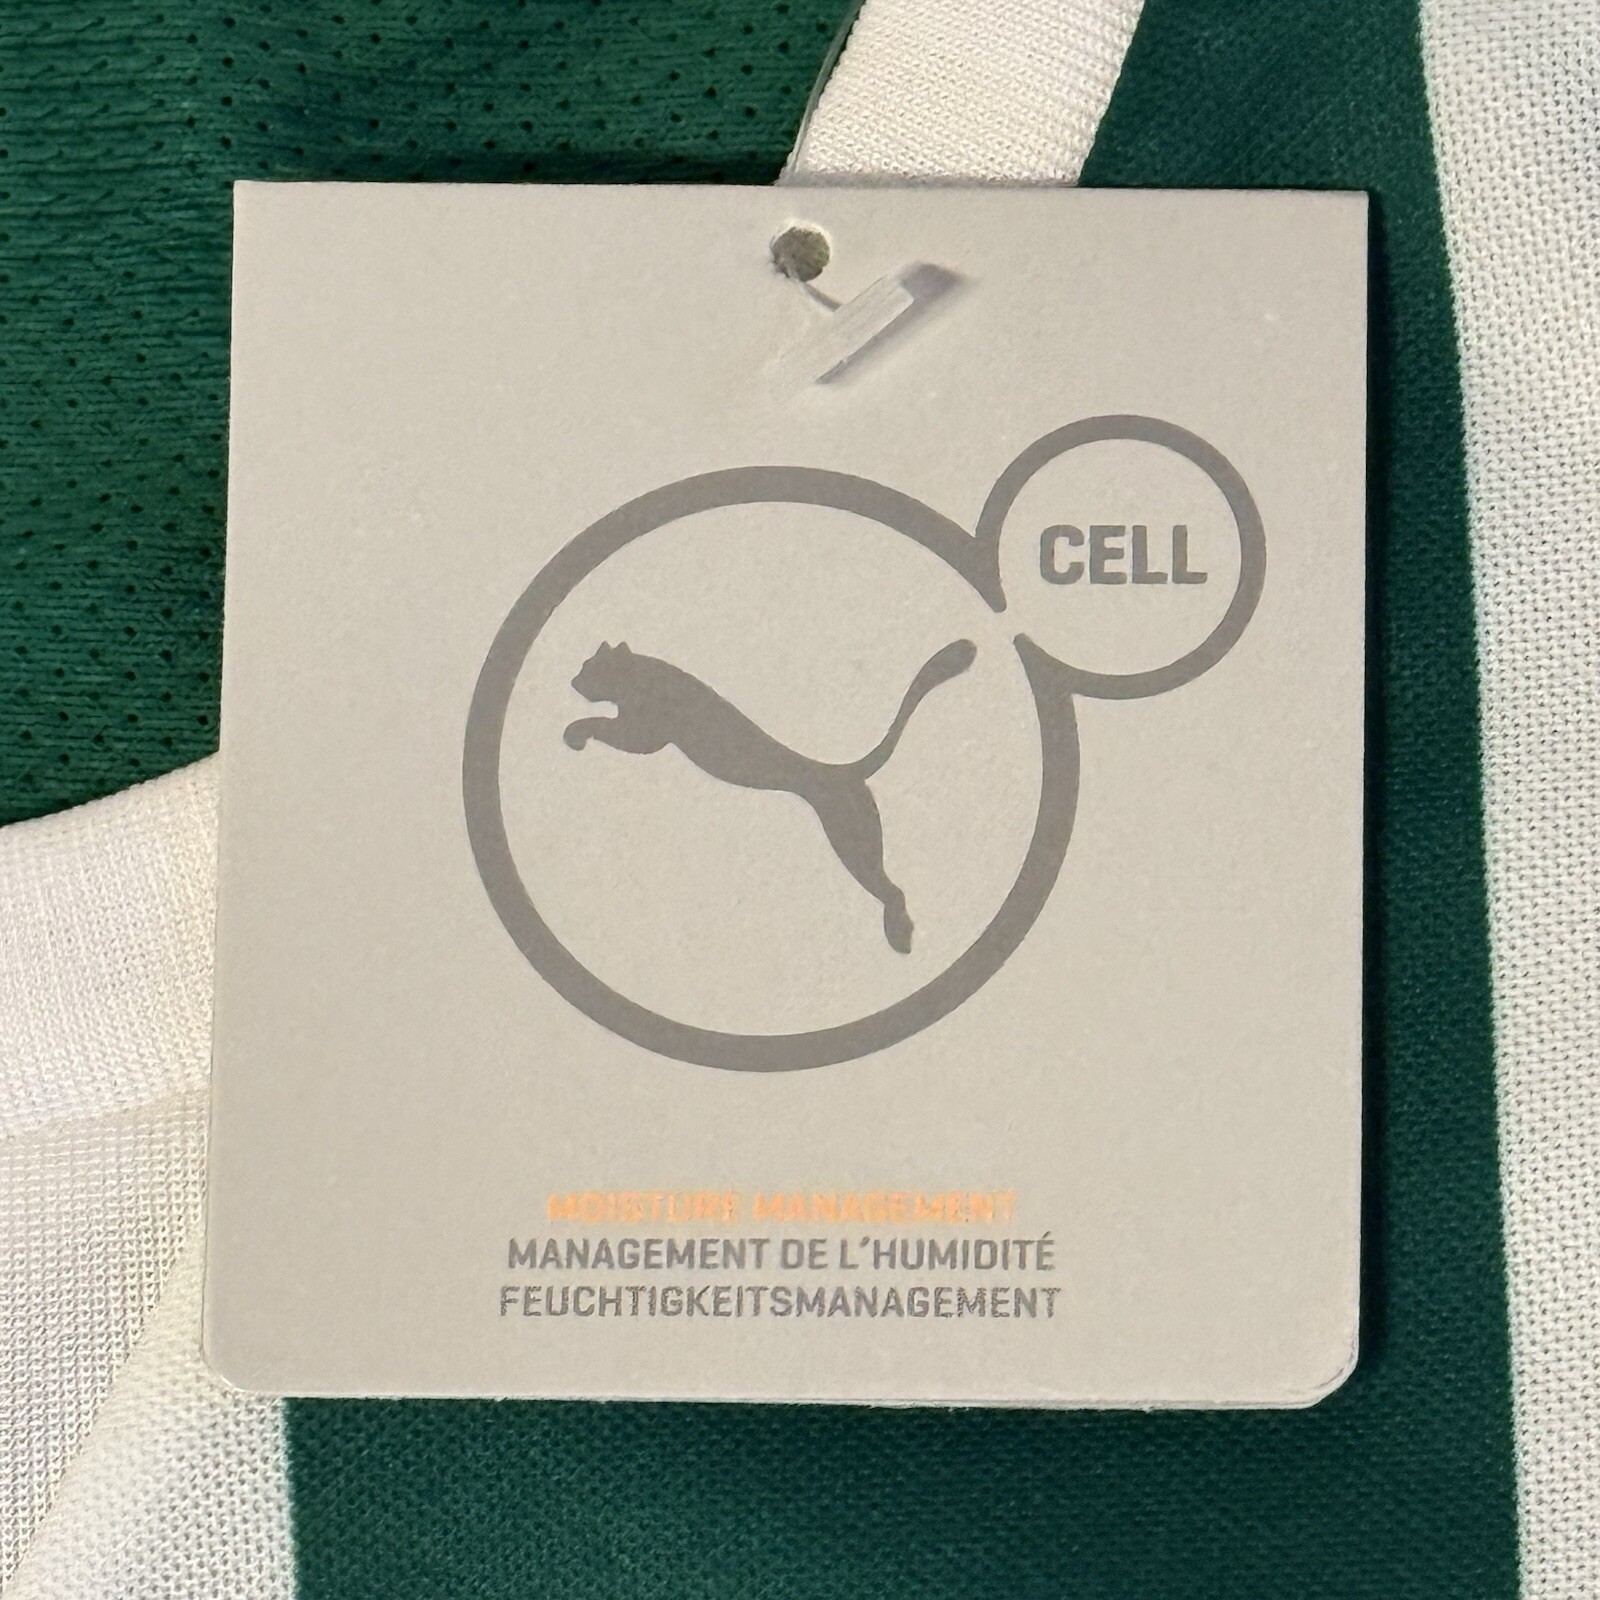 CELL
MOISTURE MANAGEMENT
MANAGEMENT DE L'HUMIDITÉ
FEUCHTIGKEITSMANAGEMENT